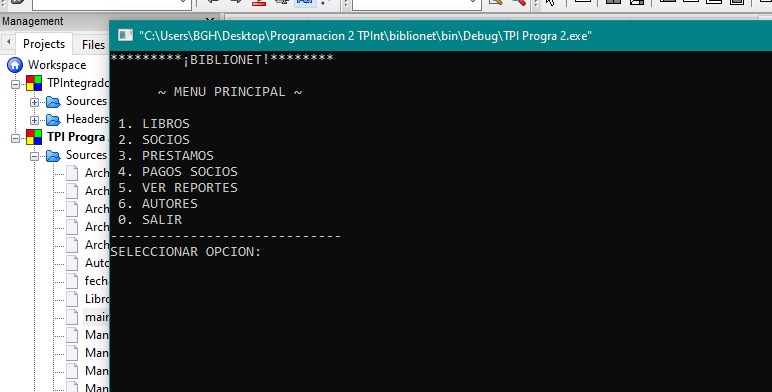 Management
Projects
Files
Workspace
TPIntegrado
Sources
Headers
TPI Progra
Sources
Arch
Arch
Arch
Arch
Arch
Auto
fech
Libro
main
Man
Man
Man
Man
"C:\Users\BGH\Desktop\Programacion 2 TPInt\biblionet\bin\Debug\TPI Progra 2.exe"
*********¡BIBLIONET!********
~ MENU PRINCIPAL ~
1. LIBROS
2. SOCIOS
3. PRESTAMOS
4. PAGOS SOCIOS
5. VER REPORTES
6. AUTORES
0. SALIR
-----------------------------
SELECCIONAR OPCION: